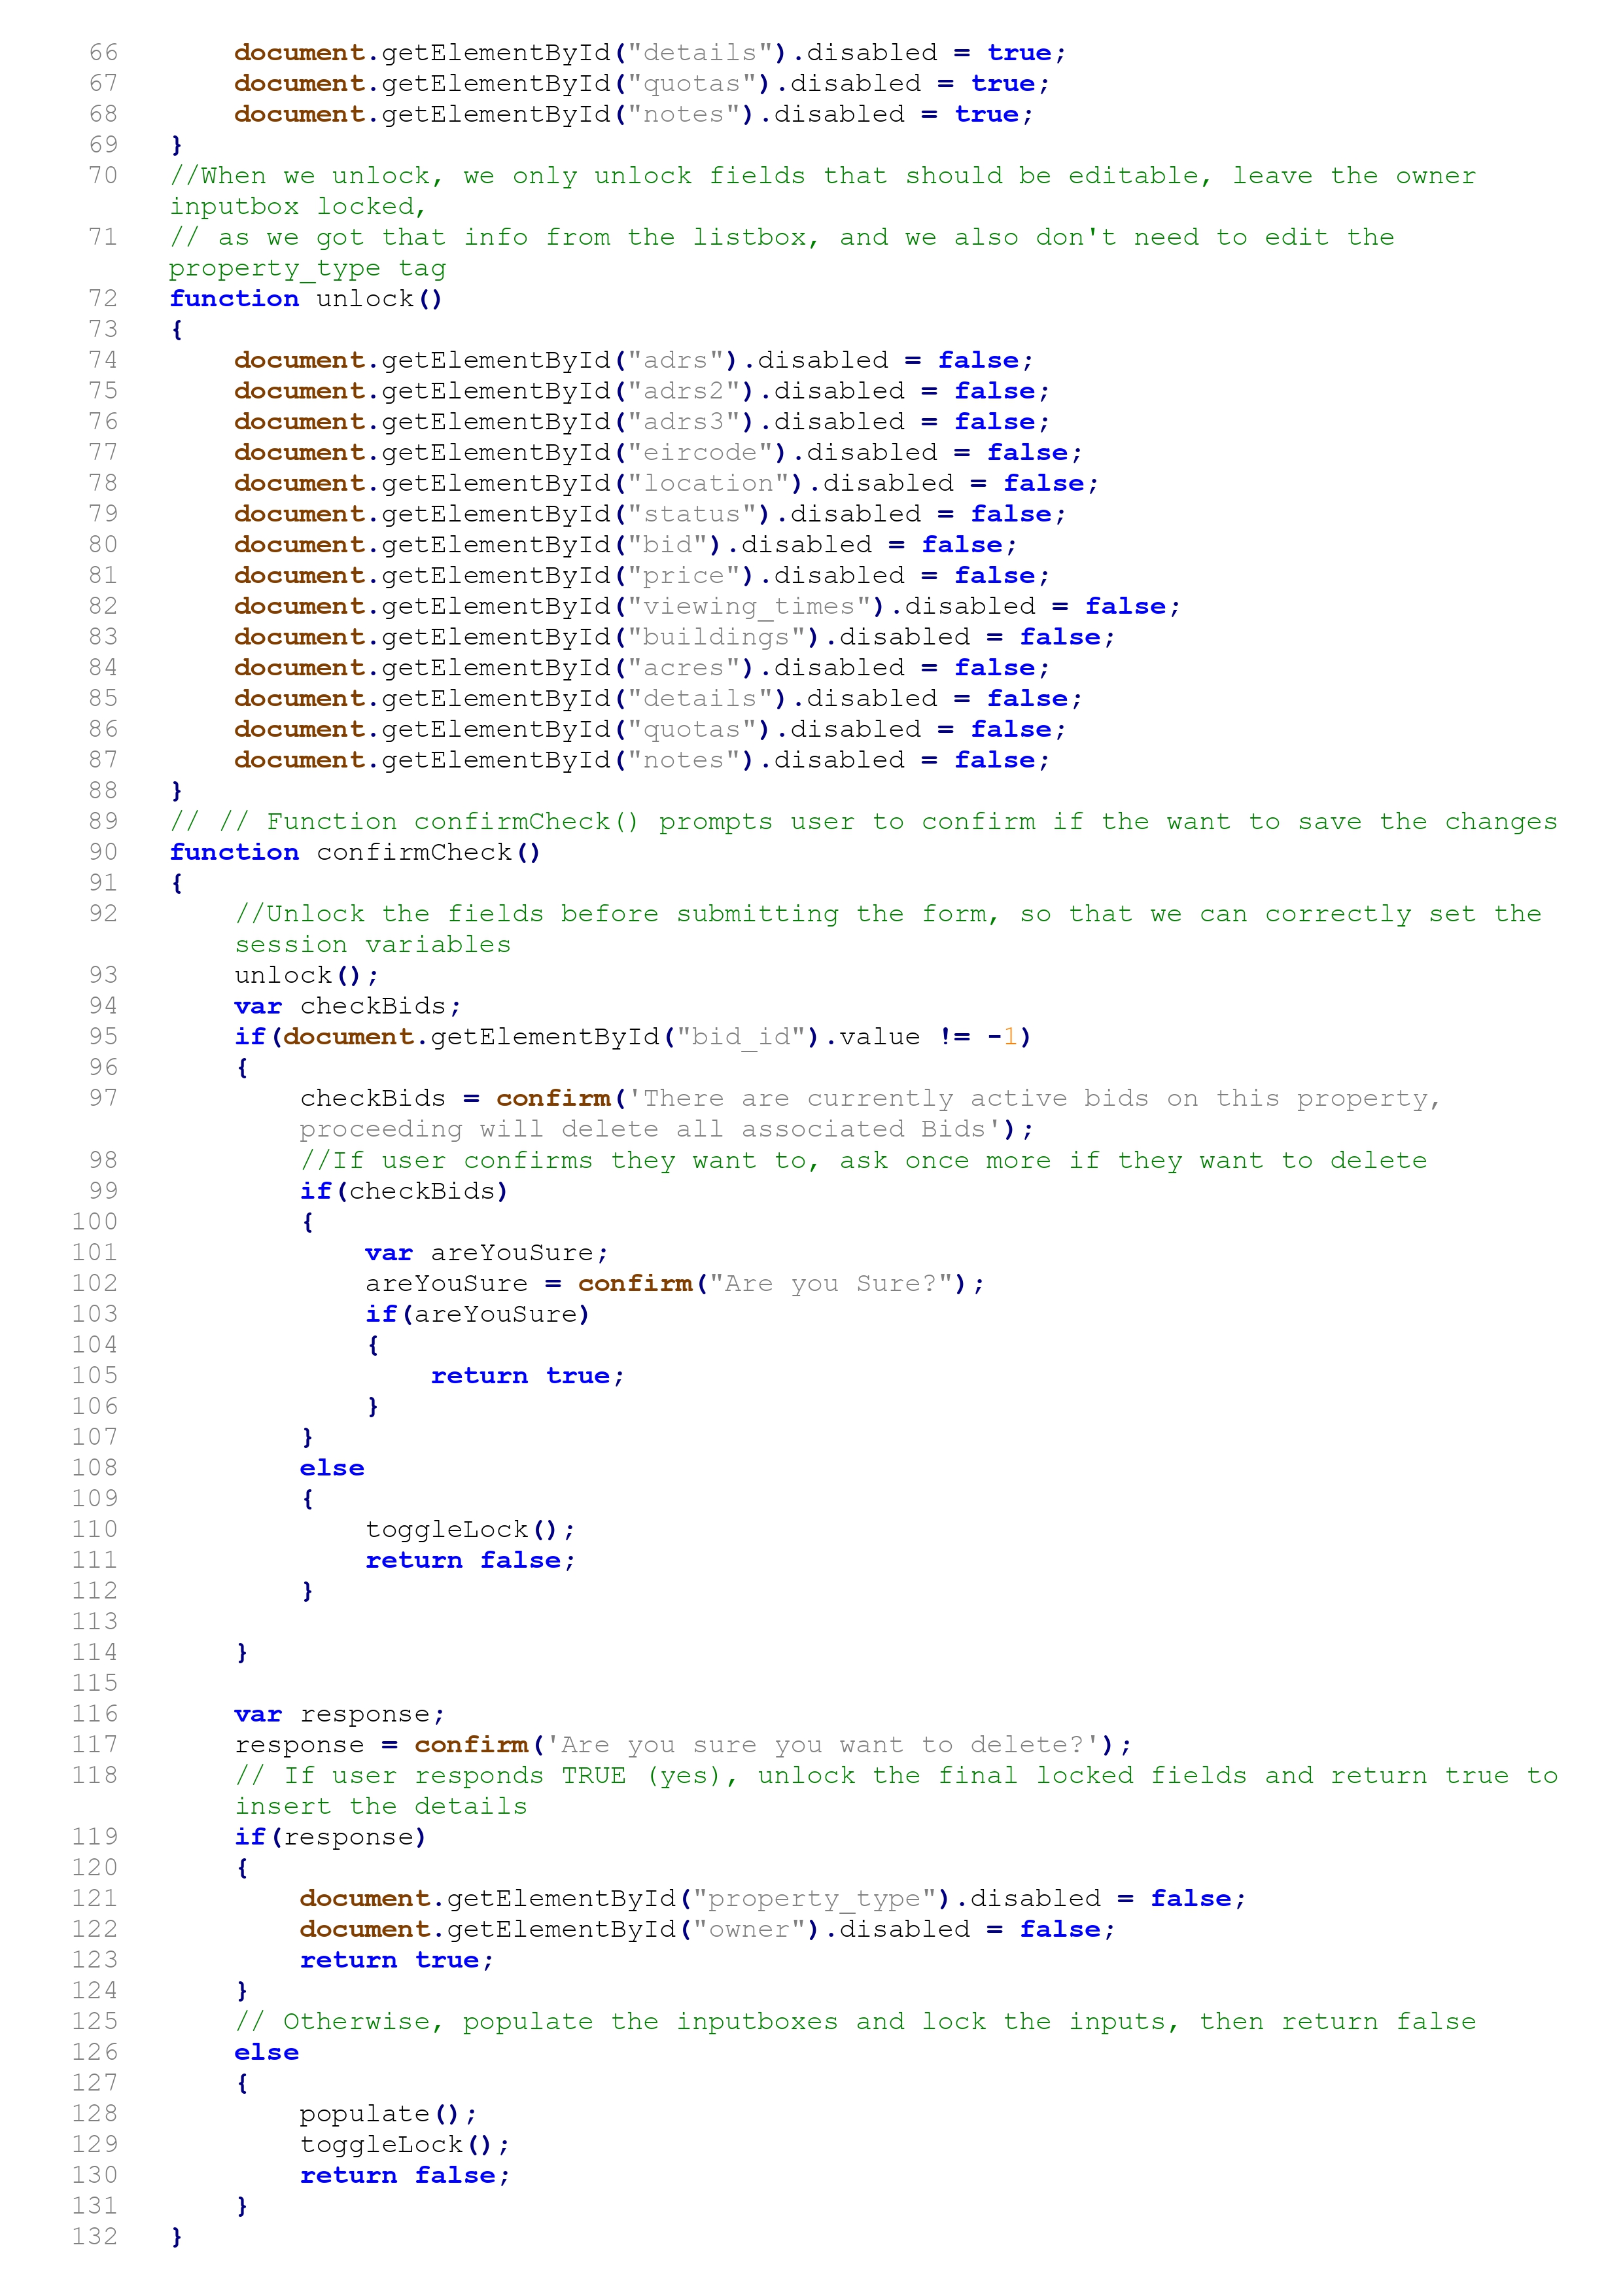 66 document.getElementById("details").disabled = true;
67 document.getElementById("quotas").disabled = true;
68 document.getElementById("notes").disabled = true;
69 }
70 //When we unlock, we only unlock fields that should be editable, leave the owner
inputbox locked,
71 // as we got that info from the listbox, and we also don't need to edit the
property_type tag
72 function unlock()
73 {
74 document.getElementById("adrs").disabled = false;
75 document.getElementById("adrs2").disabled = false;
76 document.getElementById("adrs3").disabled = false;
77 document.getElementById("eircode").disabled = false;
78 document.getElementById("location").disabled = false;
79 document.getElementById("status").disabled = false;
80 document.getElementById("bid").disabled = false;
81 document.getElementById("price").disabled = false;
82 document.getElementById("viewing_times").disabled = false;
83 document.getElementById("buildings").disabled = false;
84 document.getElementById("acres").disabled = false;
85 document.getElementById("details").disabled = false;
86 document.getElementById("quotas").disabled = false;
87 document.getElementById("notes").disabled = false;
88 }
89 // // Function confirmCheck() prompts user to confirm if the want to save the changes
90 function confirmCheck()
91 {
92 //Unlock the fields before submitting the form, so that we can correctly set the
session variables
93 unlock();
94 var checkBids;
95 if(document.getElementById("bid_id").value != -1)
96 {
97 checkBids = confirm('There are currently active bids on this property,
proceeding will delete all associated Bids');
98 //If user confirms they want to, ask once more if they want to delete
99 if(checkBids)
100 {
101 var areYouSure;
102 areYouSure = confirm("Are you Sure?");
103 if(areYouSure)
104 {
105 return true;
106 }
107 }
108 else
109 {
110 toggleLock();
111 return false;
112 }
113
114 }
115
116 var response;
117 response = confirm('Are you sure you want to delete?');
118 // If user responds TRUE (yes), unlock the final locked fields and return true to
insert the details
119 if(response)
120 {
121 document.getElementById("property_type").disabled = false;
122 document.getElementById("owner").disabled = false;
123 return true;
124 }
125 // Otherwise, populate the inputboxes and lock the inputs, then return false
126 else
127 {
128 populate();
129 toggleLock();
130 return false;
131 }
132 }